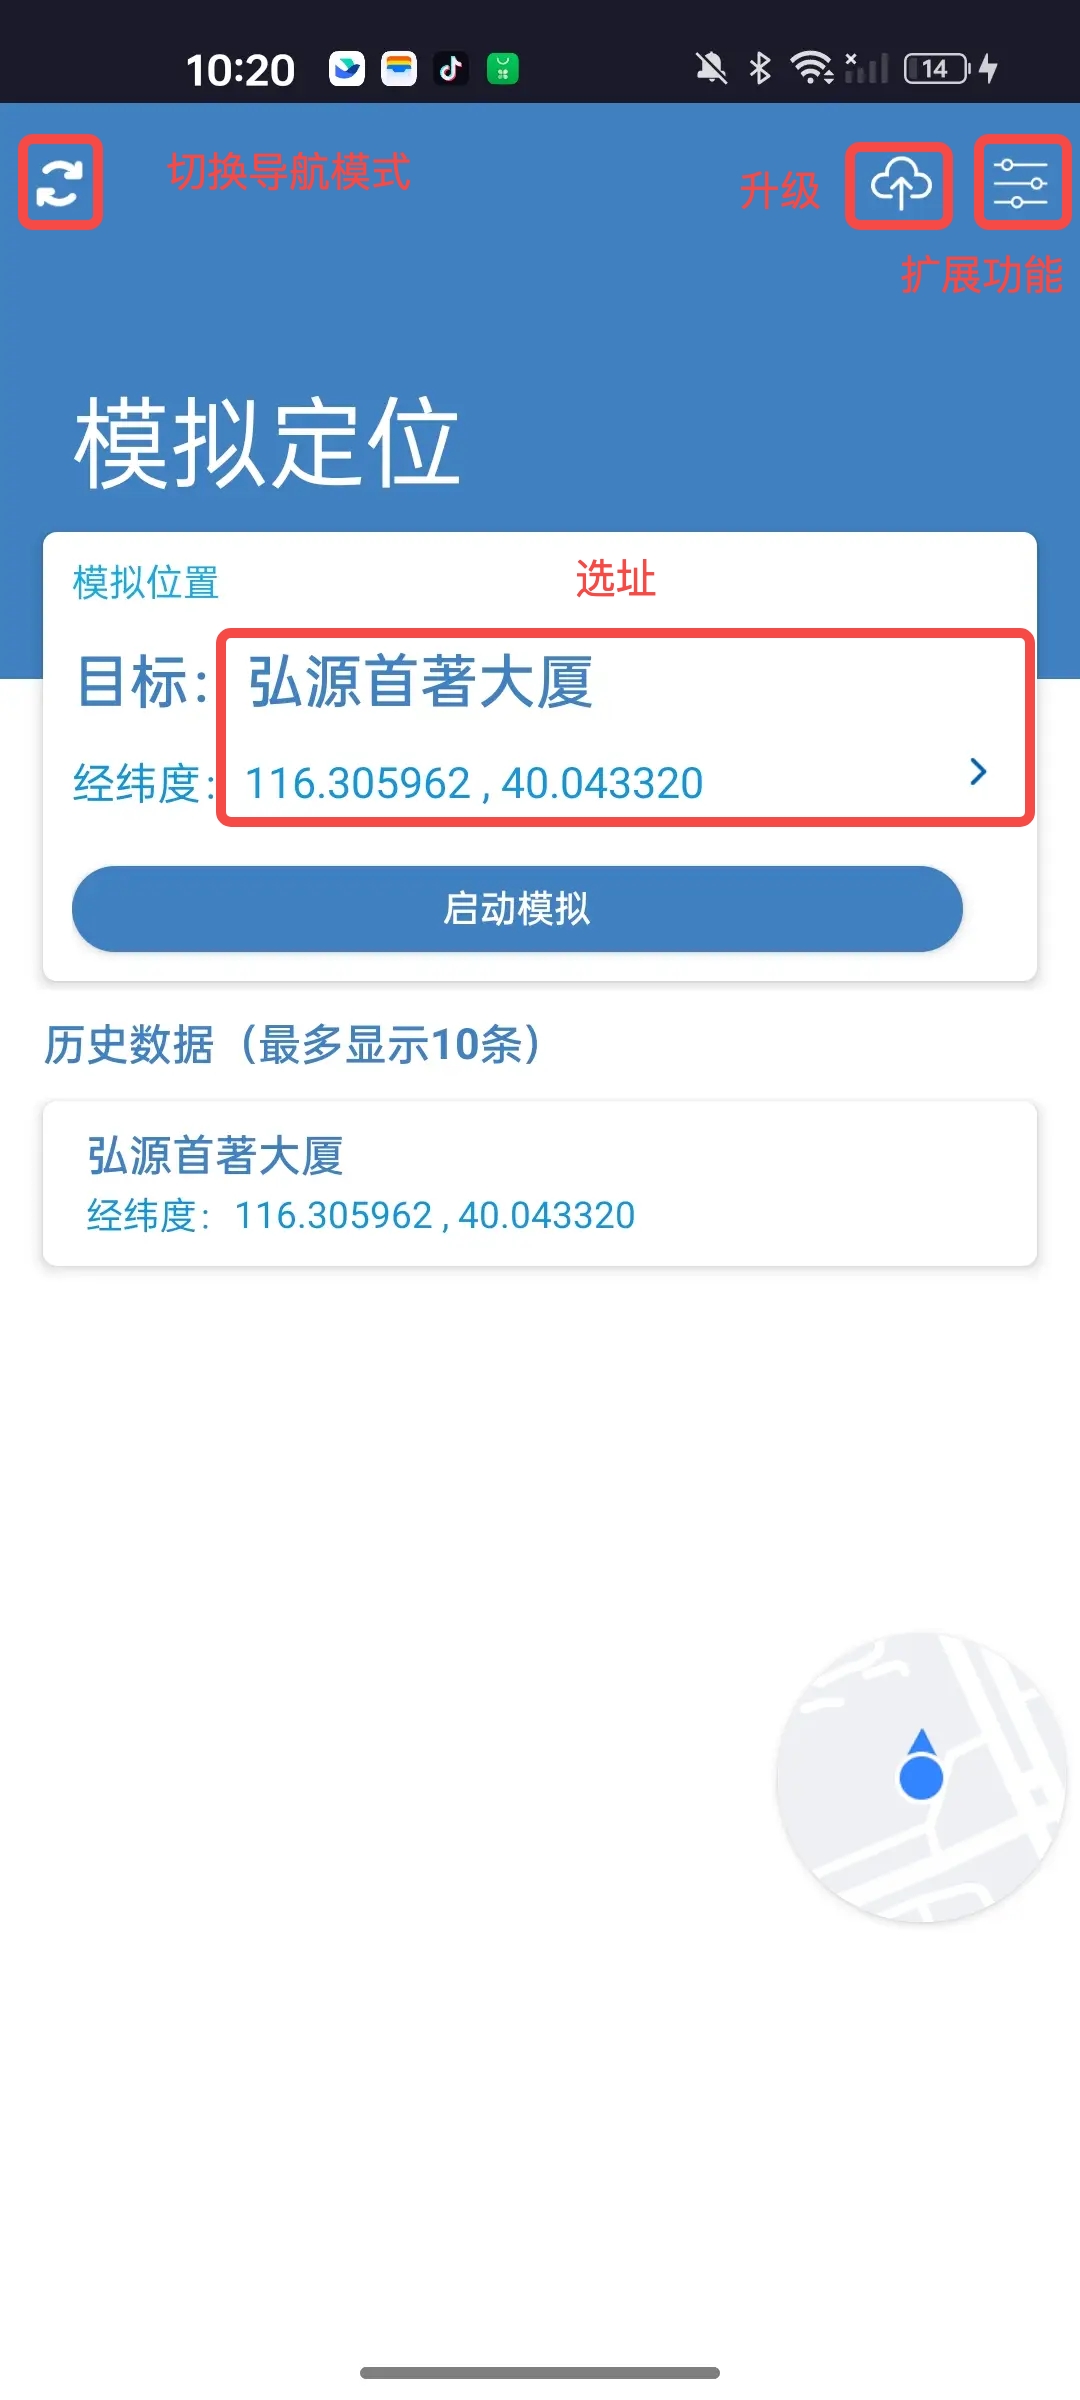 10:20
14
切换导航模式
升级
扩展功能
模拟定位
模拟位置
选址
目标:
弘源首著大厦
经纬度:
116.305962 , 40.043320
启动模拟
历史数据（最多显示10条）
弘源首著大厦
经纬度: 116.305962 , 40.043320